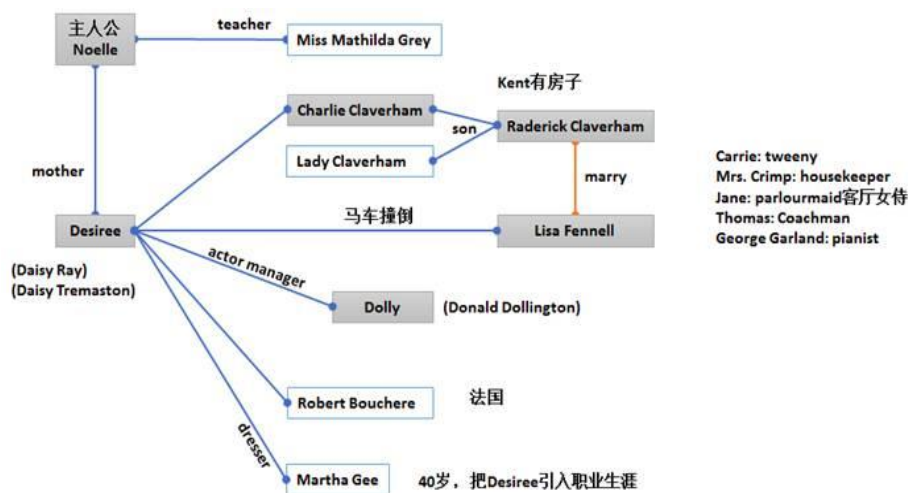 主人公
Noelle
teacher
Miss Mathilda Grey
Kent有房子
Charlie Claverham
son
Raderick Claverham
Lady Claverham
mother
marry
Carrie: tweeny
Mrs. Crimp: housekeeper
Jane: parlourmaid客厅女侍
Thomas: Coachman
George Garland: pianist
马车撞倒
Desiree
Lisa Fennell
(Daisy Ray)
(Daisy Tremaston)
actor manager
Dolly
(Donald Dollington)
Robert Bouchere
法国
dresser
Martha Gee
40岁，把Desiree引入职业生涯